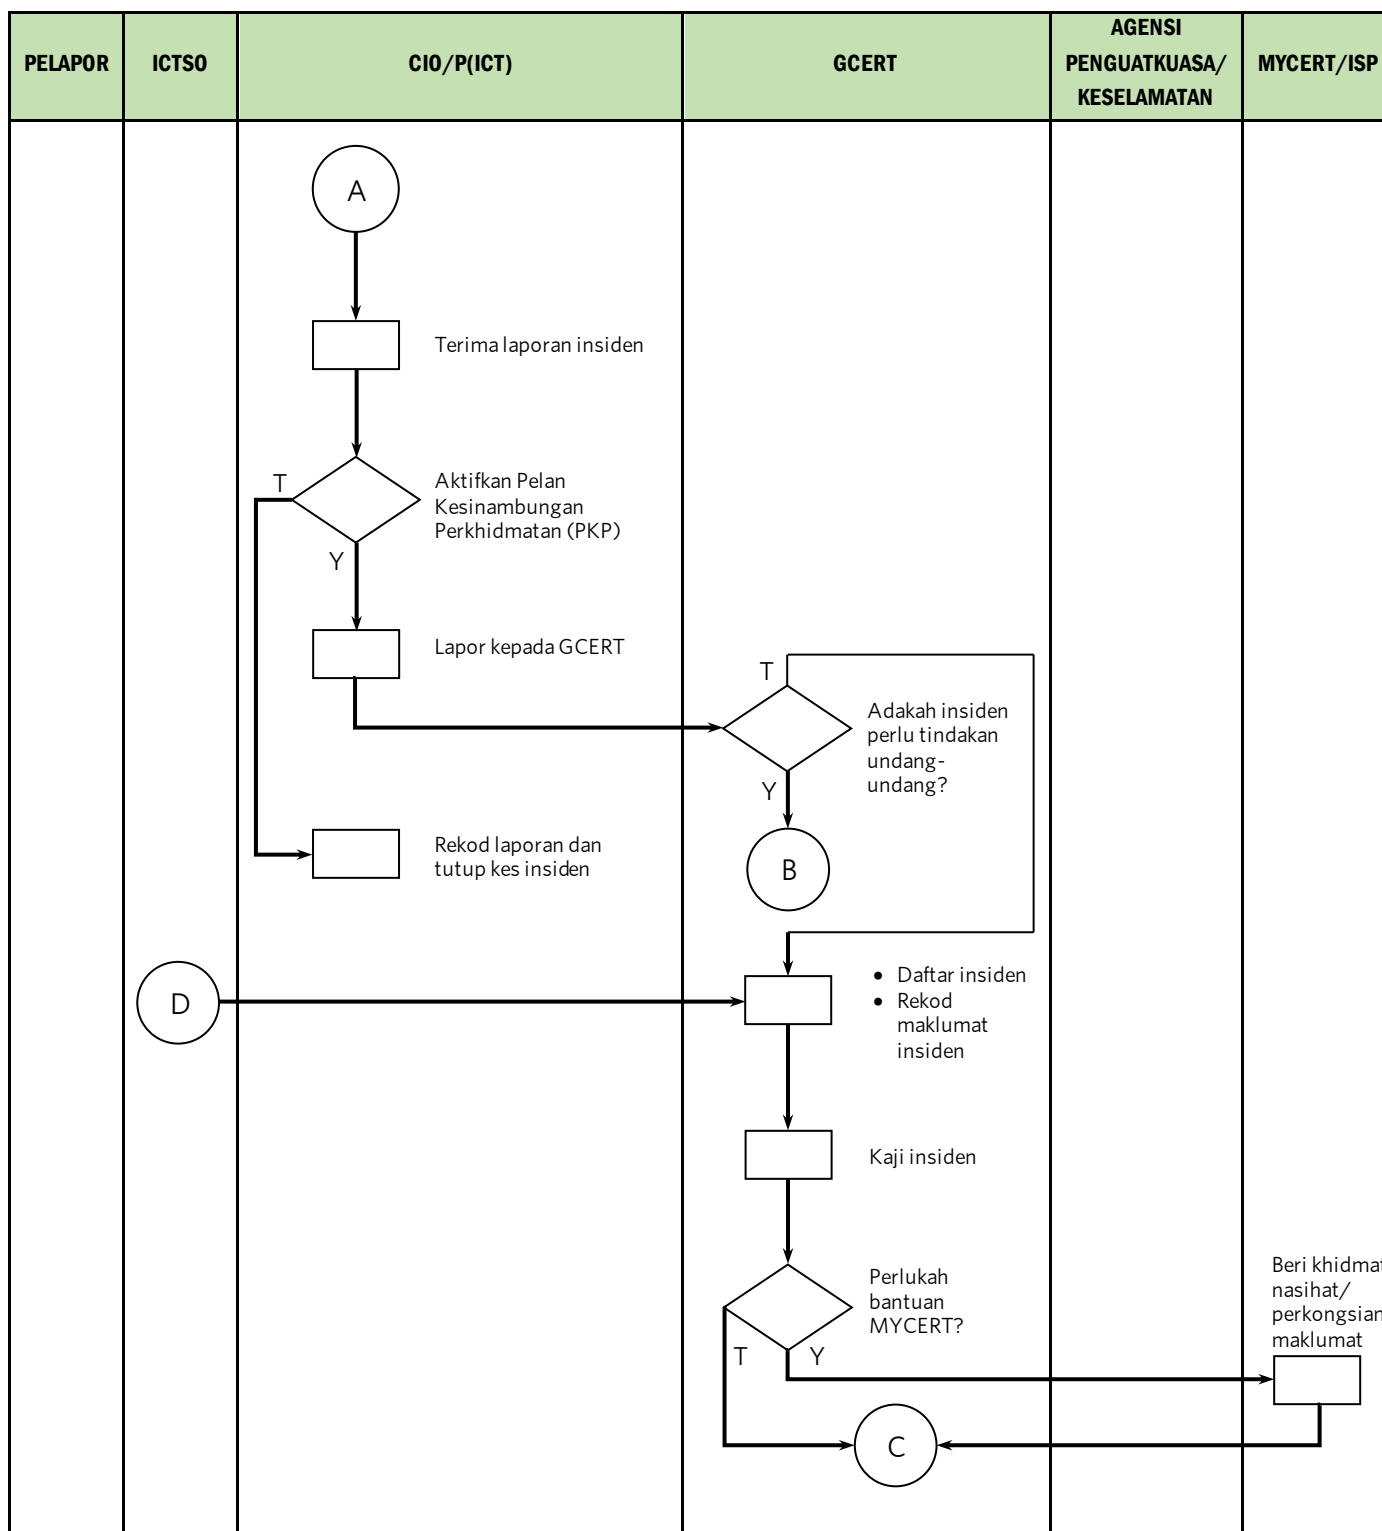 PELAPOR
ICTSO
CIO/P(ICT)
GCERT
AGENSI
PENGUATKUASA/
KESELAMATAN
MYCERT/ISP
A
Terima laporan insiden
T
Aktifkan Pelan
Kesinambungan
Perkhidmatan (PKP)
Y
Lapor kepada GCERT
T
Adakah insiden
perlu tindakan
undang-
undang?
Y
B
Rekod laporan dan
tutup kes insiden
D
• Daftar insiden
• Rekod
maklumat
insiden
Kaji insiden
Perlukah
bantuan
MYCERT?
T
Y
Beri khidmat
nasihat/
perkongsian
maklumat
C